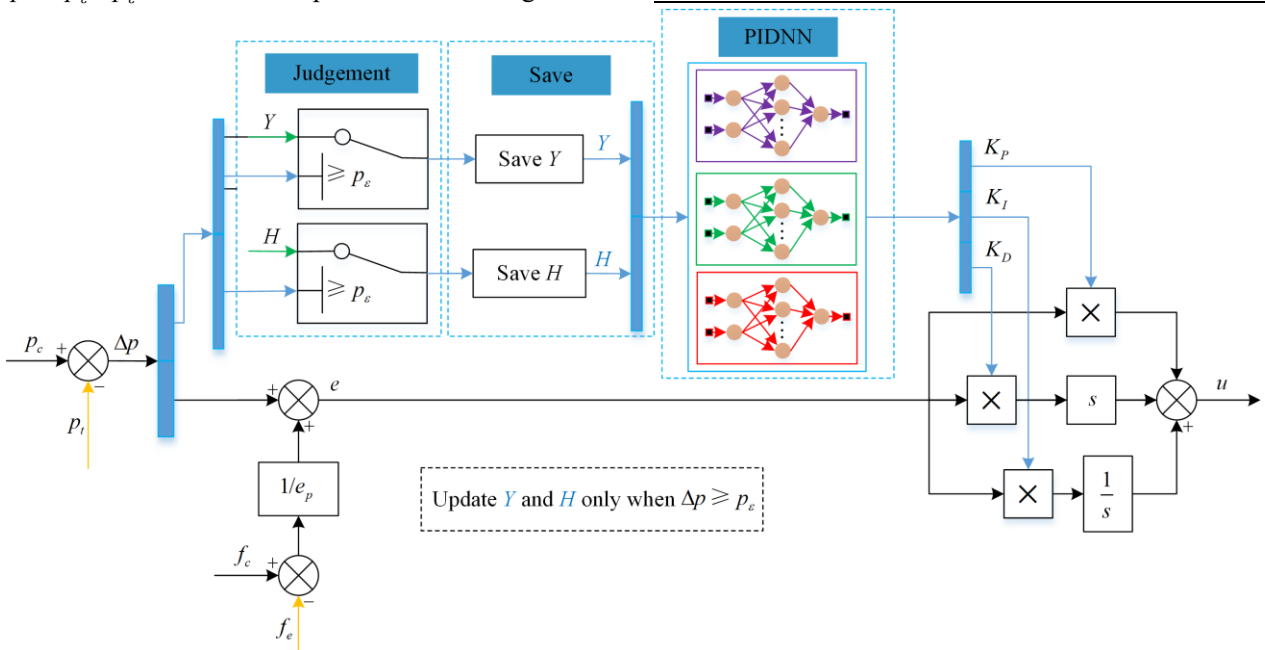 PIDNN
Judgement
Save
Y
≥ p_ε
Save Y
Y
H
≥ p_ε
Save H
H
K_P
K_I
K_D
×
p_c
+
Δp
−
p_t
+
e
+
×
s
u
+
1/e_p
Update Y and H only when Δp ≥ p_ε
×
1
s
f_c
+
−
f_e